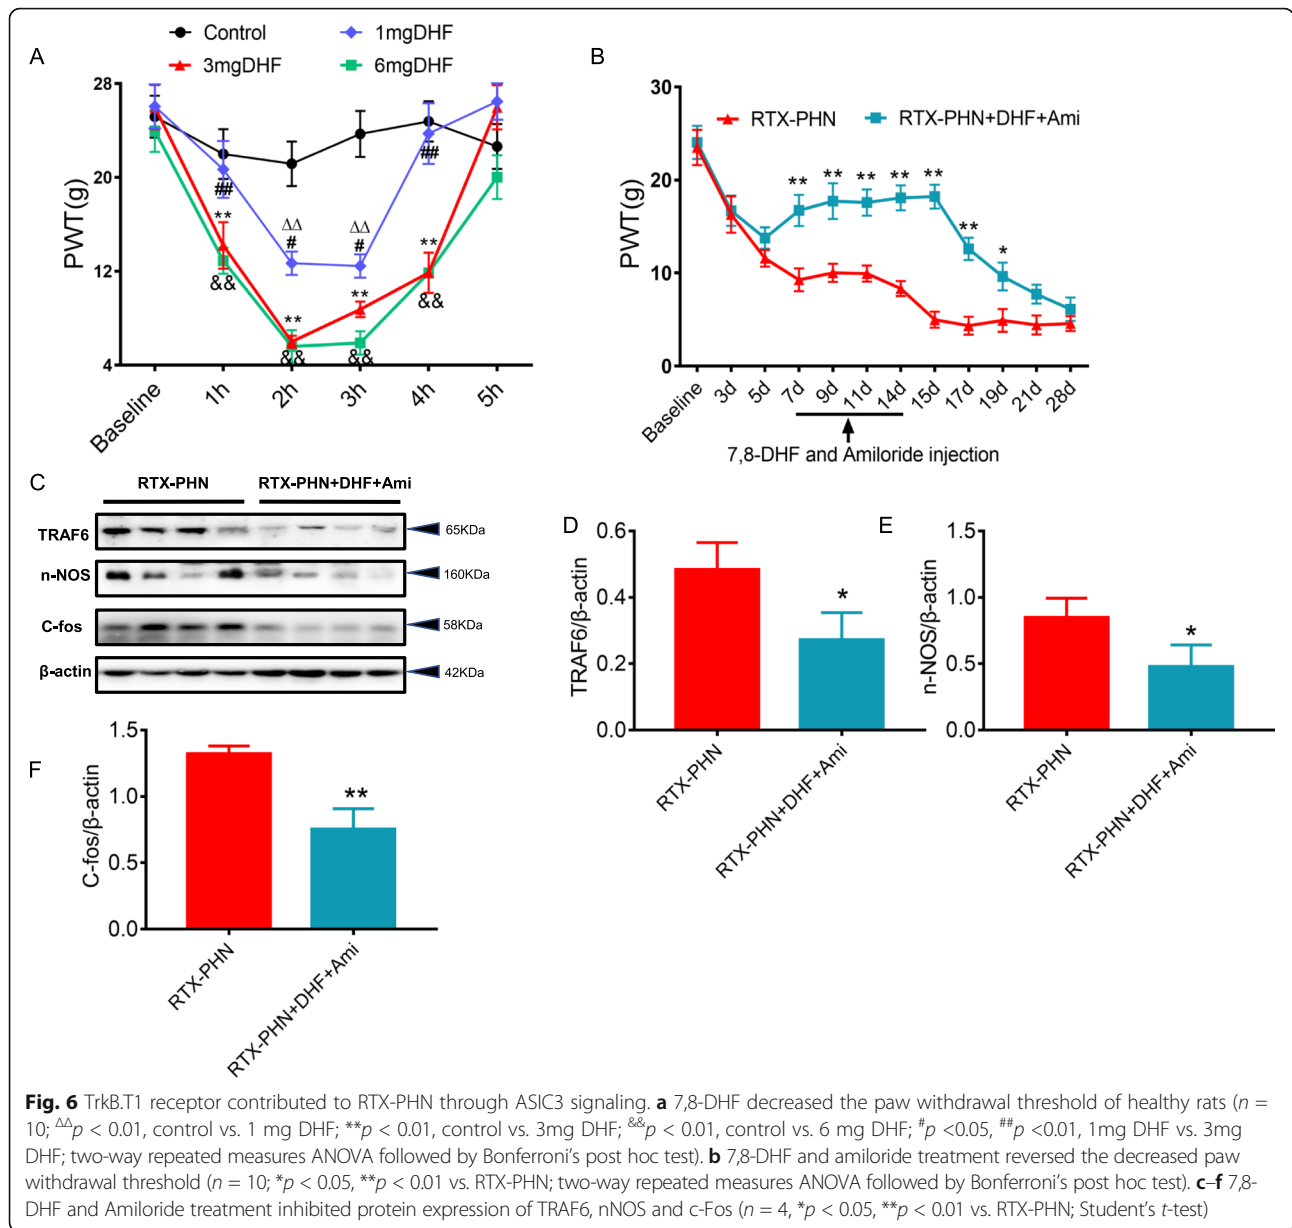 A
Control
1mgDHF
3mgDHF
6mgDHF
28
20
12
4
PWT(g)
ΔΔ ΔΔ
## # # ##
** ** ** **
&& && && &&
Baseline 1h 2h 3h 4h 5h
B
RTX-PHN RTX-PHN+DHF+Ami
30
20
10
0
PWT(g)
** ** ** ** ** ** *
Baseline 3d 5d 7d 9d 11d 14d 15d 17d 19d 21d 28d
7,8-DHF and Amiloride injection
C
RTX-PHN RTX-PHN+DHF+Ami
TRAF6 65KDa
n-NOS 160KDa
C-fos 58KDa
β-actin 42KDa
D
0.6
0.4
0.2
0.0
TRAF6/β-actin
*
RTX-PHN RTX-PHN+DHF+Ami
E
1.5
1.0
0.5
0.0
n-NOS/β-actin
*
RTX-PHN RTX-PHN+DHF+Ami
F
1.5
1.0
0.5
0.0
C-fos/β-actin
**
RTX-PHN RTX-PHN+DHF+Ami
Fig. 6 TrkB.T1 receptor contributed to RTX-PHN through ASIC3 signaling. a 7,8-DHF decreased the paw withdrawal threshold of healthy rats (n =
10; ΔΔp < 0.01, control vs. 1 mg DHF; **p < 0.01, control vs. 3mg DHF; &&p < 0.01, control vs. 6 mg DHF; #p <0.05, ##p <0.01, 1mg DHF vs. 3mg
DHF; two-way repeated measures ANOVA followed by Bonferroni's post hoc test). b 7,8-DHF and amiloride treatment reversed the decreased paw
withdrawal threshold (n = 10; *p < 0.05, **p < 0.01 vs. RTX-PHN; two-way repeated measures ANOVA followed by Bonferroni's post hoc test). c–f 7,8-
DHF and Amiloride treatment inhibited protein expression of TRAF6, nNOS and c-Fos (n = 4, *p < 0.05, **p < 0.01 vs. RTX-PHN; Student's t-test)